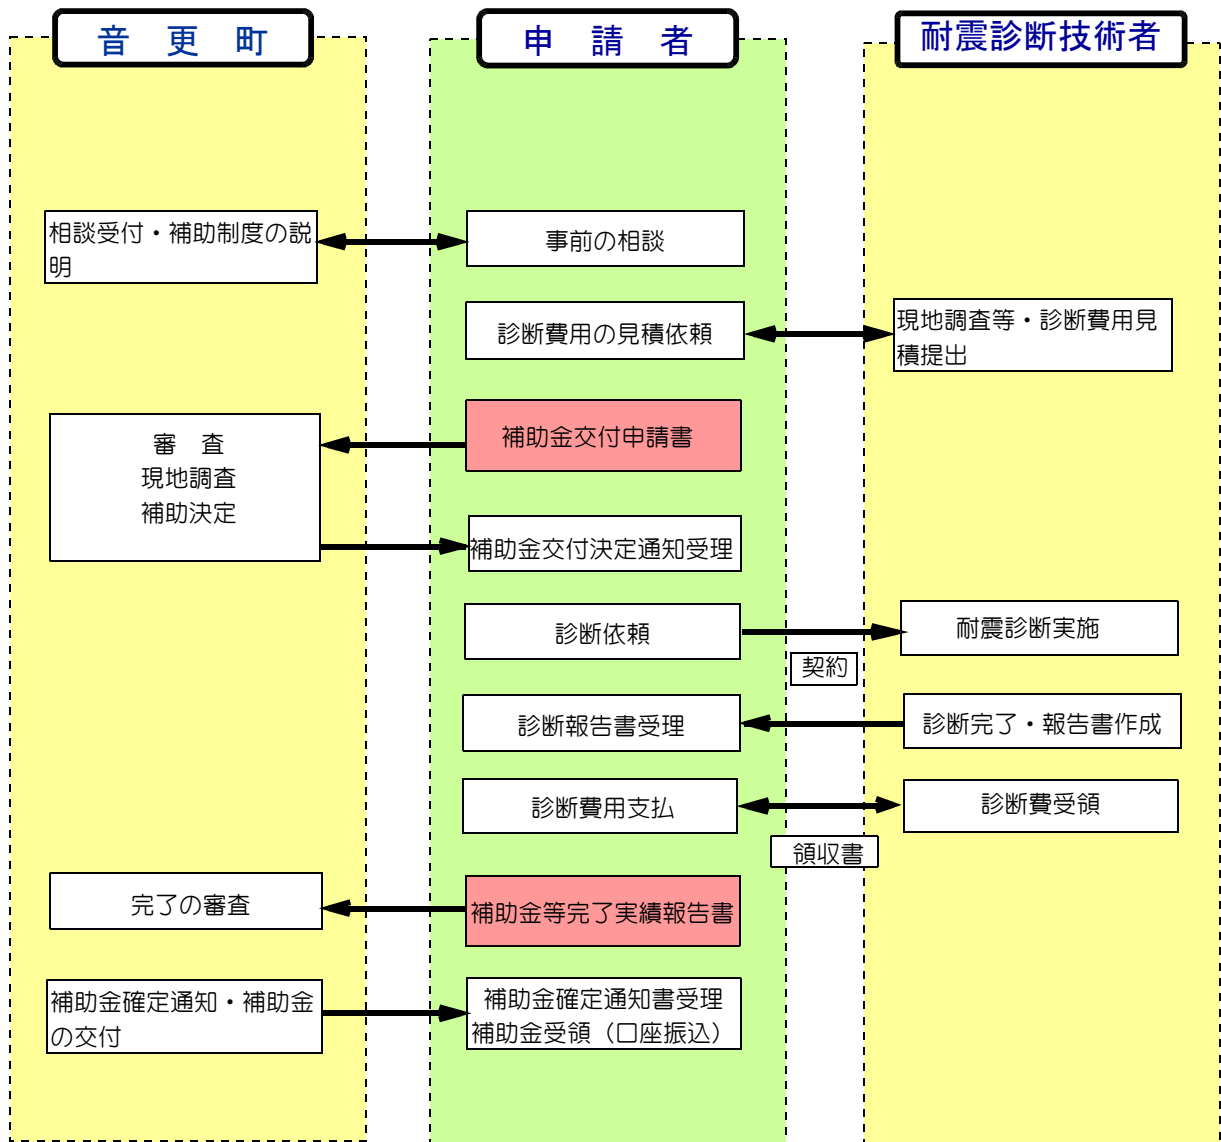 音　更　町
申　請　者
耐震診断技術者
相談受付・補助制度の説
明
事前の相談
診断費用の見積依頼
現地調査等・診断費用見
積提出
審　査
現地調査
補助決定
補助金交付申請書
補助金交付決定通知受理
診断依頼
耐震診断実施
契約
診断報告書受理
診断完了・報告書作成
診断費用支払
診断費受領
領収書
完了の審査
補助金等完了実績報告書
補助金確定通知・補助金
の交付
補助金確定通知書受理
補助金受領（口座振込）